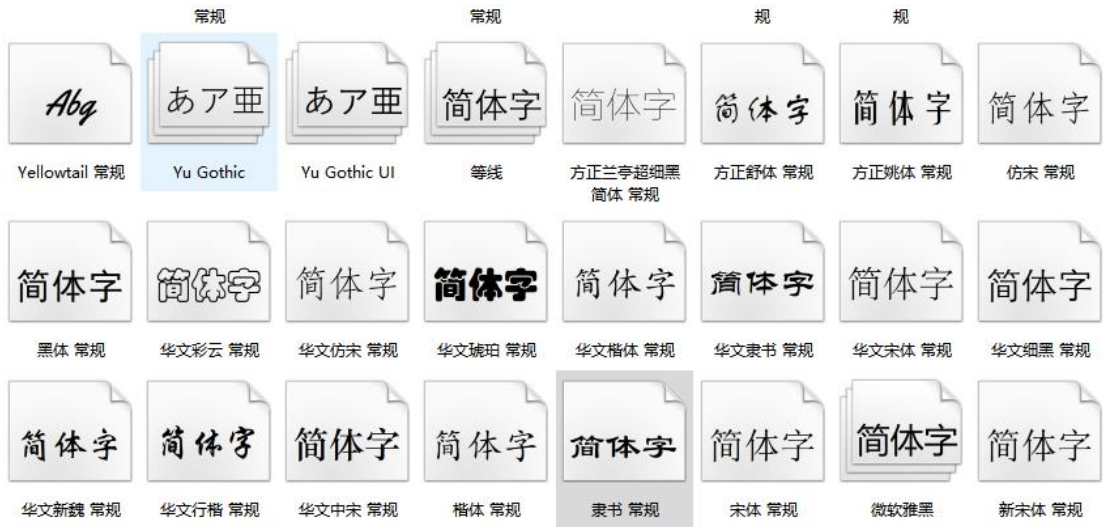 常规 常规 规 规
Abg あア亜 あア亜 简体字 简体字 简体字 简体字 简体字
Yellowtail 常规 Yu Gothic Yu Gothic UI 等线 方正兰亭超细黑 方正舒体 常规 方正姚体 常规 仿宋 常规
简体 常规
简体字 简体字 简体字 简体字 简体字 简体字 简体字 简体字
黑体 常规 华文彩云 常规 华文仿宋 常规 华文琥珀 常规 华文楷体 常规 华文隶书 常规 华文宋体 常规 华文细黑 常规
简体字 简体字 简体字 简体字 简体字 简体字 简体字 简体字
华文新魏 常规 华文行楷 常规 华文中宋 常规 楷体 常规 隶书 常规 宋体 常规 微软雅黑 新宋体 常规